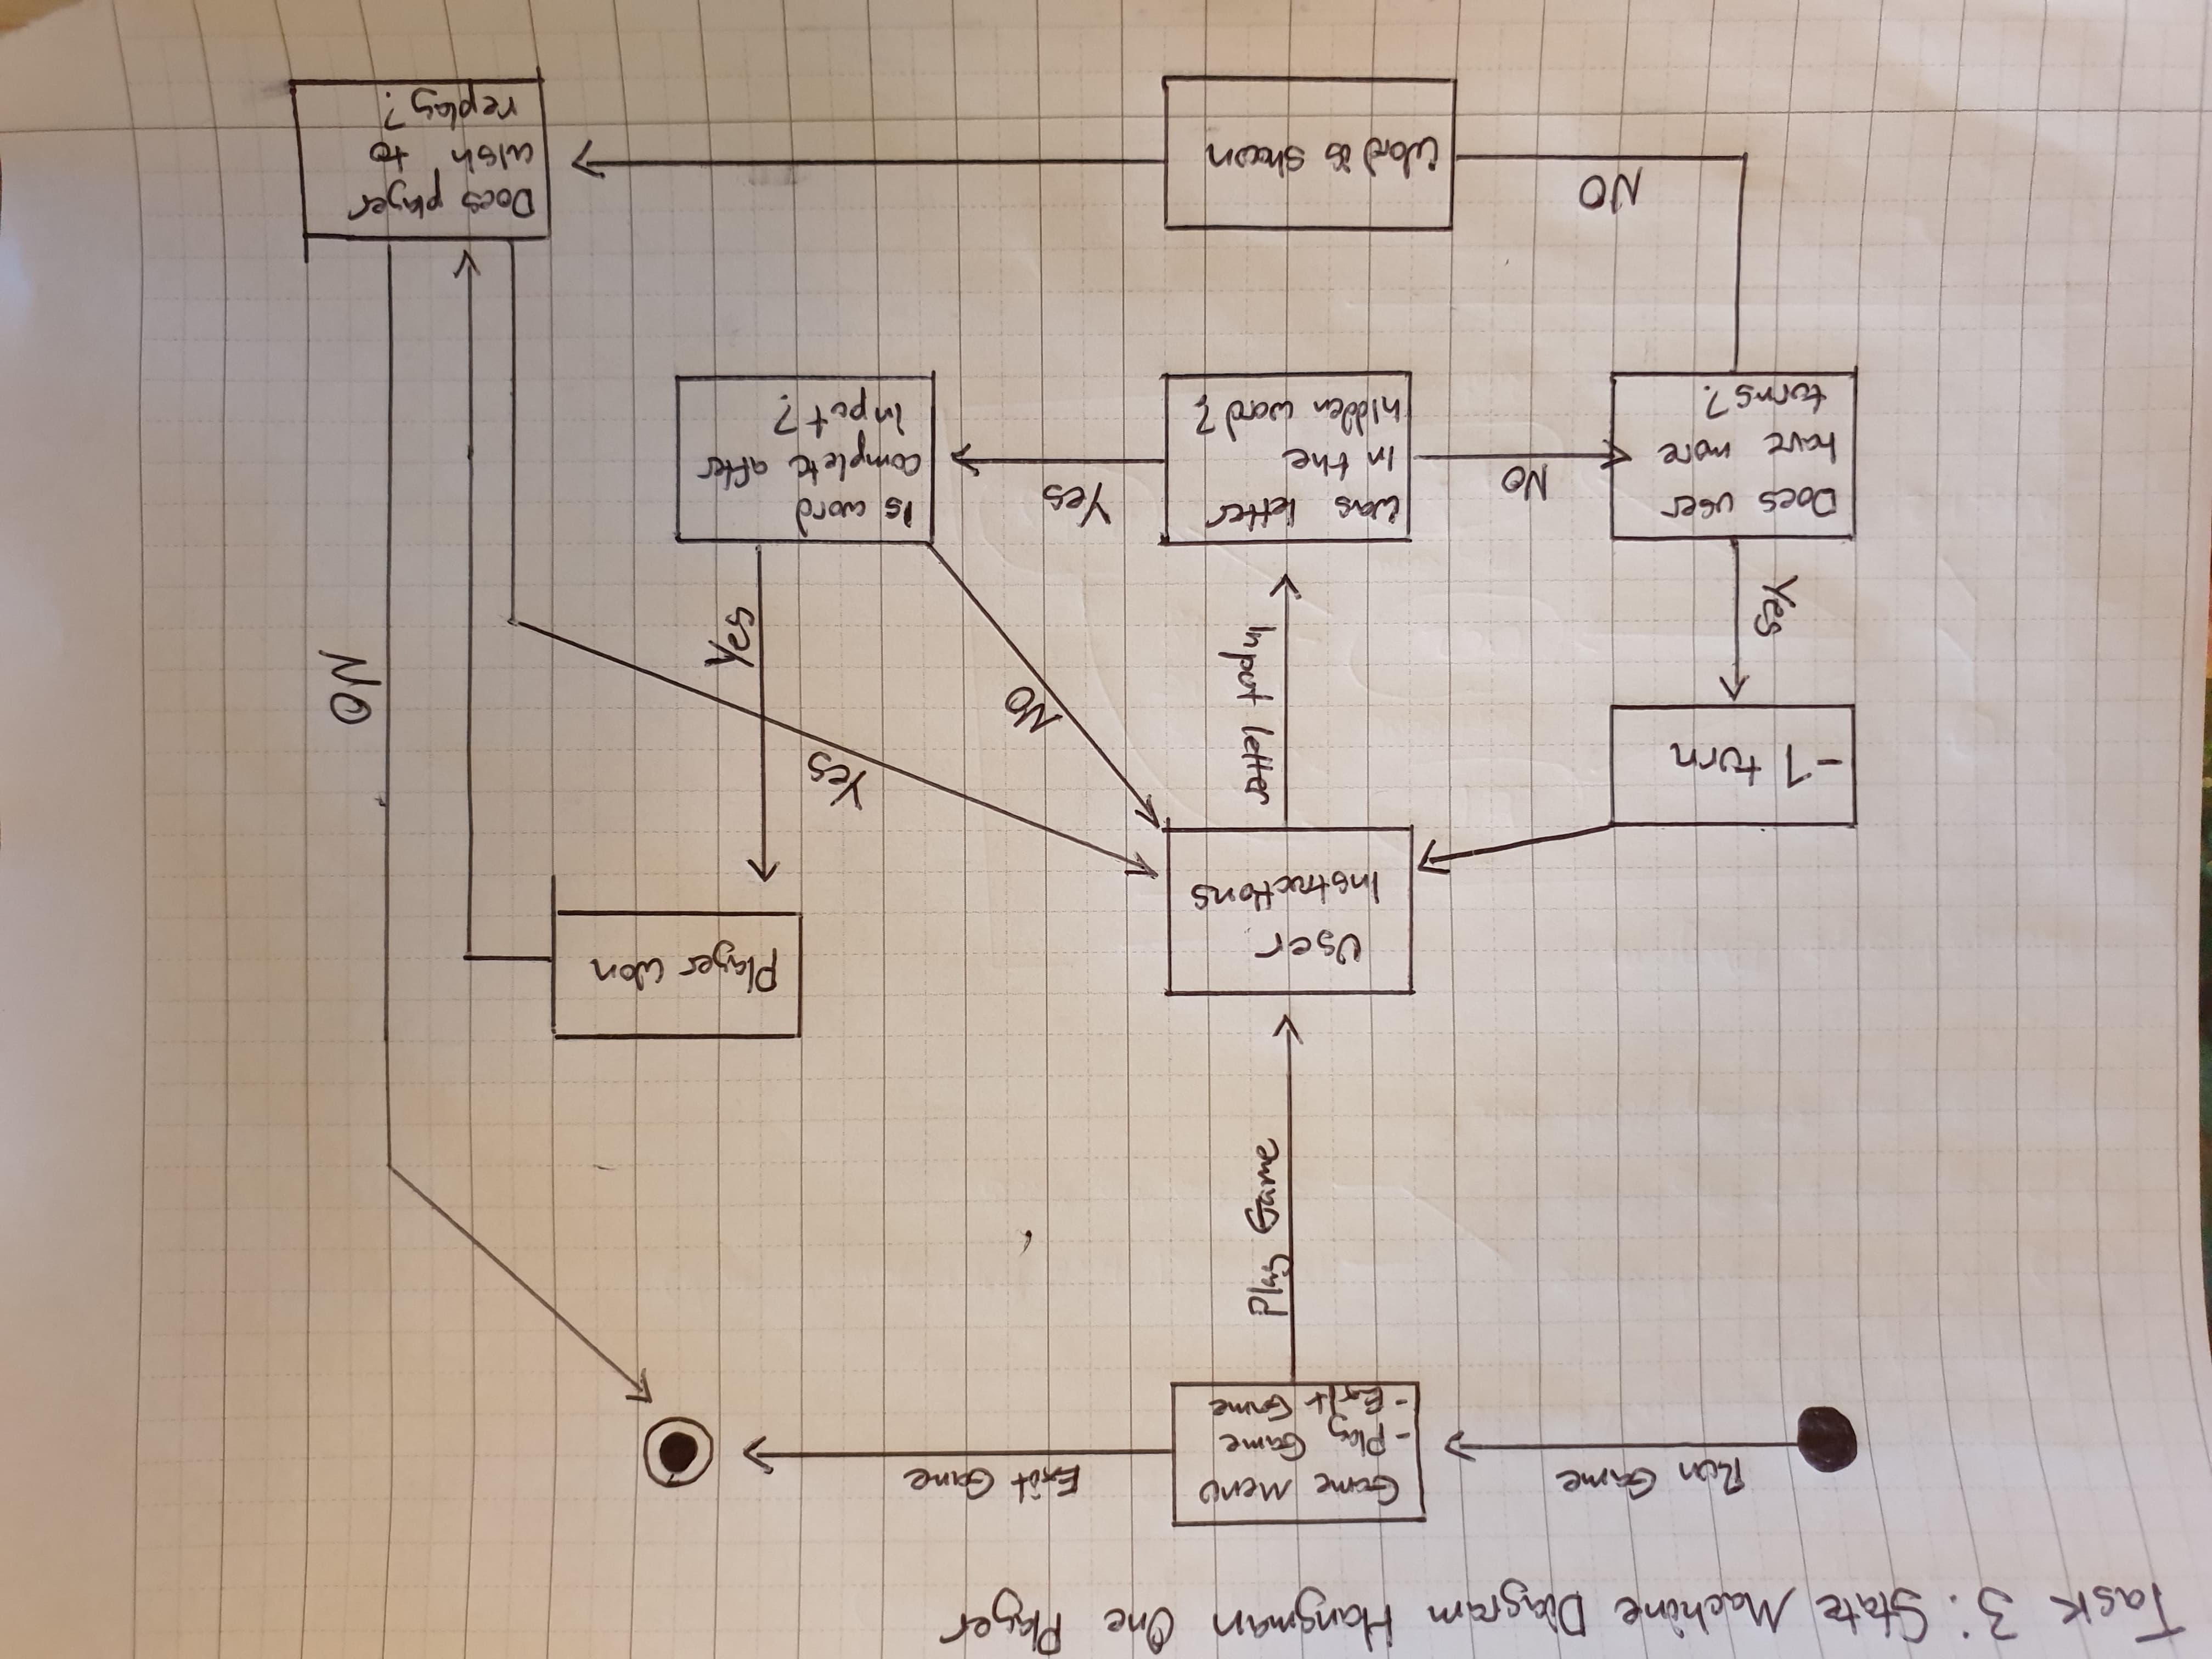 Task 3: State Machine Diagram Hangman One Player
Run Game
Game Menu
- Play Game
- Exit Game
Exit Game
Play Game
User
Instructions
Player Won
-1 turn
Input letter
Yes
NO
Yes
NO
Yes
Does user
have more
turns?
NO
Was letter
in the
hidden word?
Yes
Is word
complete after
input?
NO
Word is shown
Does player
wish to
replay?